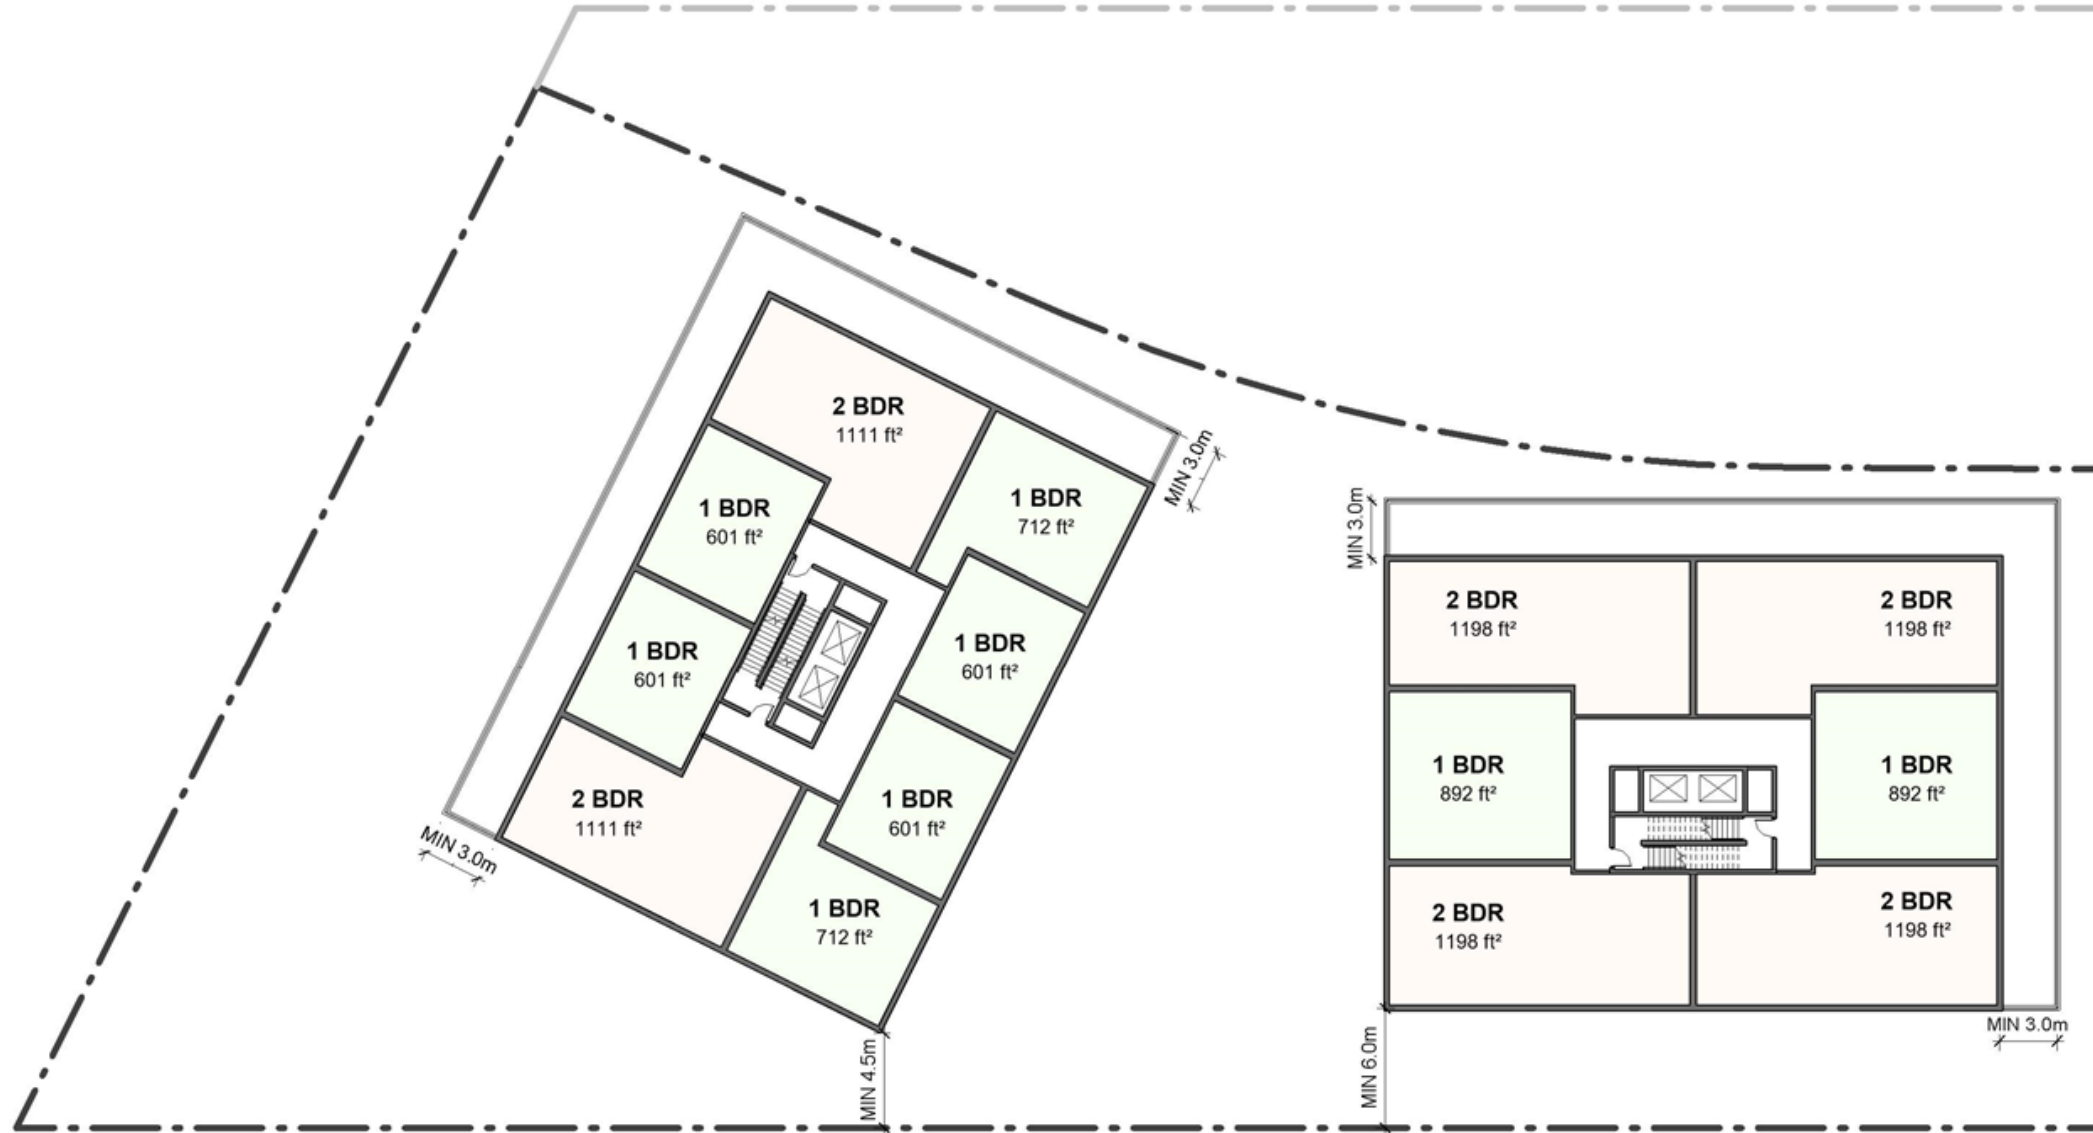 2 BDR
1111 ft²
1 BDR
712 ft²
1 BDR
601 ft²
1 BDR
601 ft²
1 BDR
601 ft²
1 BDR
601 ft²
2 BDR
1111 ft²
1 BDR
712 ft²
MIN 3.0m
MIN 3.0m
MIN 4.5m
MIN 3.0m
2 BDR
1198 ft²
2 BDR
1198 ft²
1 BDR
892 ft²
1 BDR
892 ft²
2 BDR
1198 ft²
2 BDR
1198 ft²
MIN 3.0m
MIN 6.0m